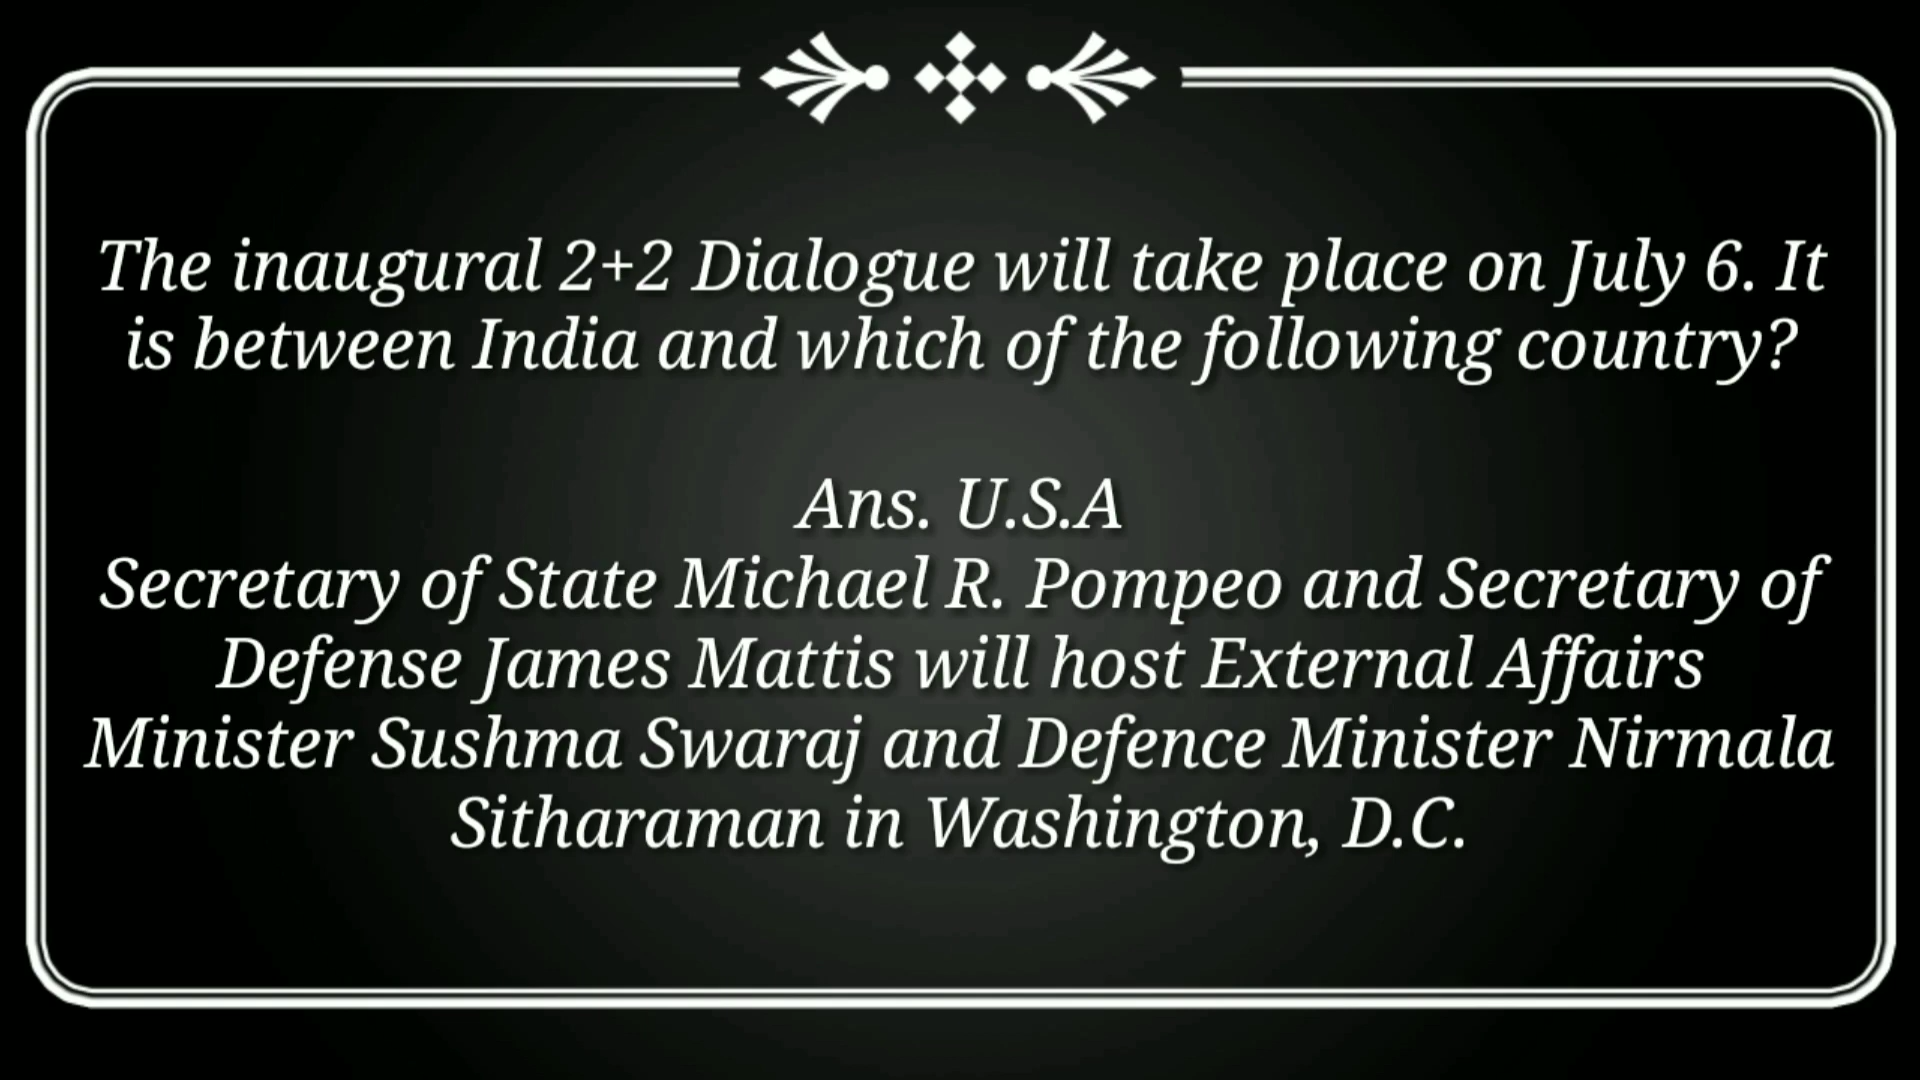 The inaugural 2+2 Dialogue will take place on July 6. It
is between India and which of the following country?
Ans. U.S.A
Secretary of State Michael R. Pompeo and Secretary of
Defense James Mattis will host External Affairs
Minister Sushma Swaraj and Defence Minister Nirmala
Sitharaman in Washington, D.C.